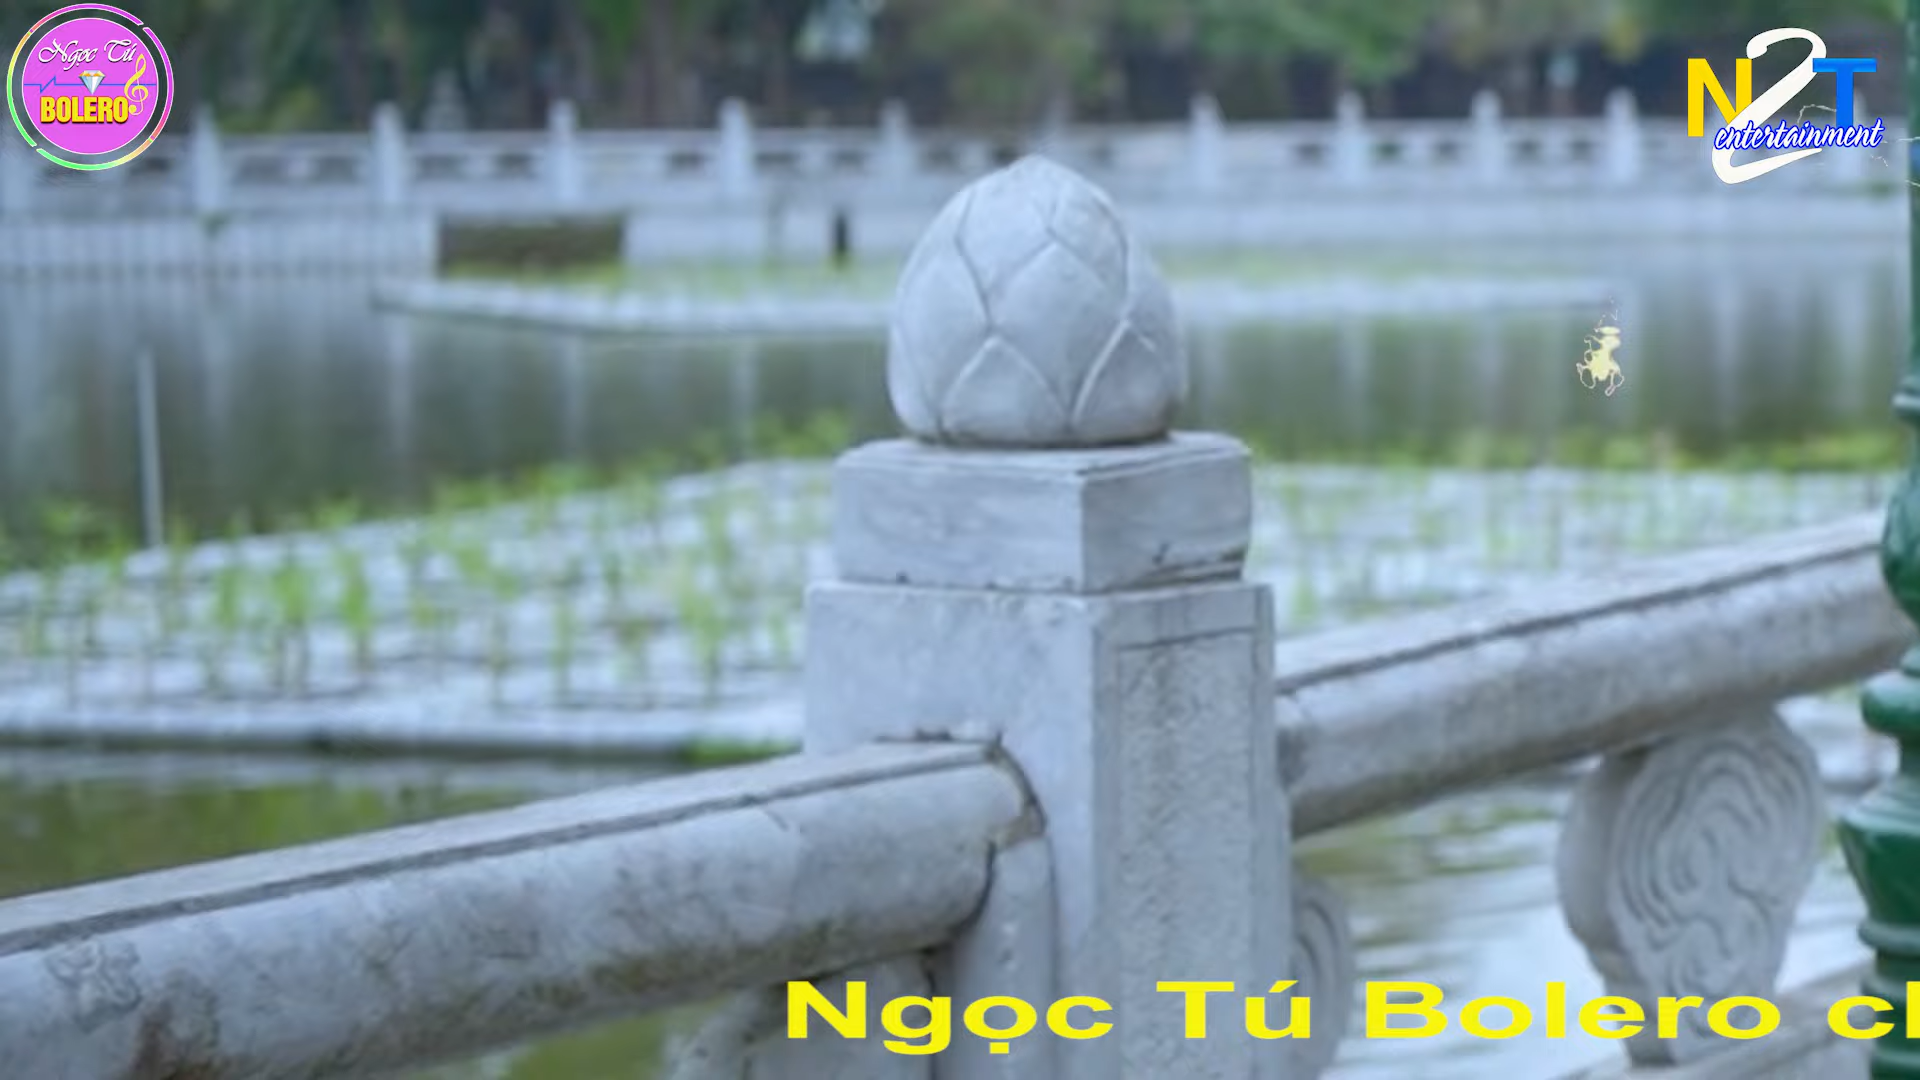 Ngọc Tú
BOLERO
N2T
entertainment
Ngọc Tú Bolero